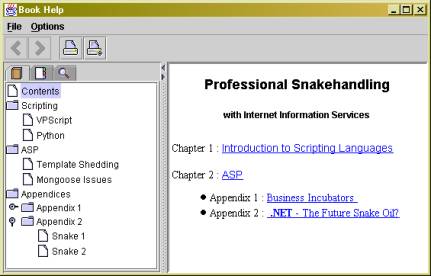 Book Help
File Options
Contents
Scripting
VPScript
Python
ASP
Template Shedding
Mongoose Issues
Appendices
Appendix 1
Appendix 2
Snake 1
Snake 2
Professional Snakehandling
with Internet Information Services
Chapter 1 : Introduction to Scripting Languages
Chapter 2 : ASP
Appendix 1 : Business Incubators
Appendix 2 : .NET - The Future Snake Oil?